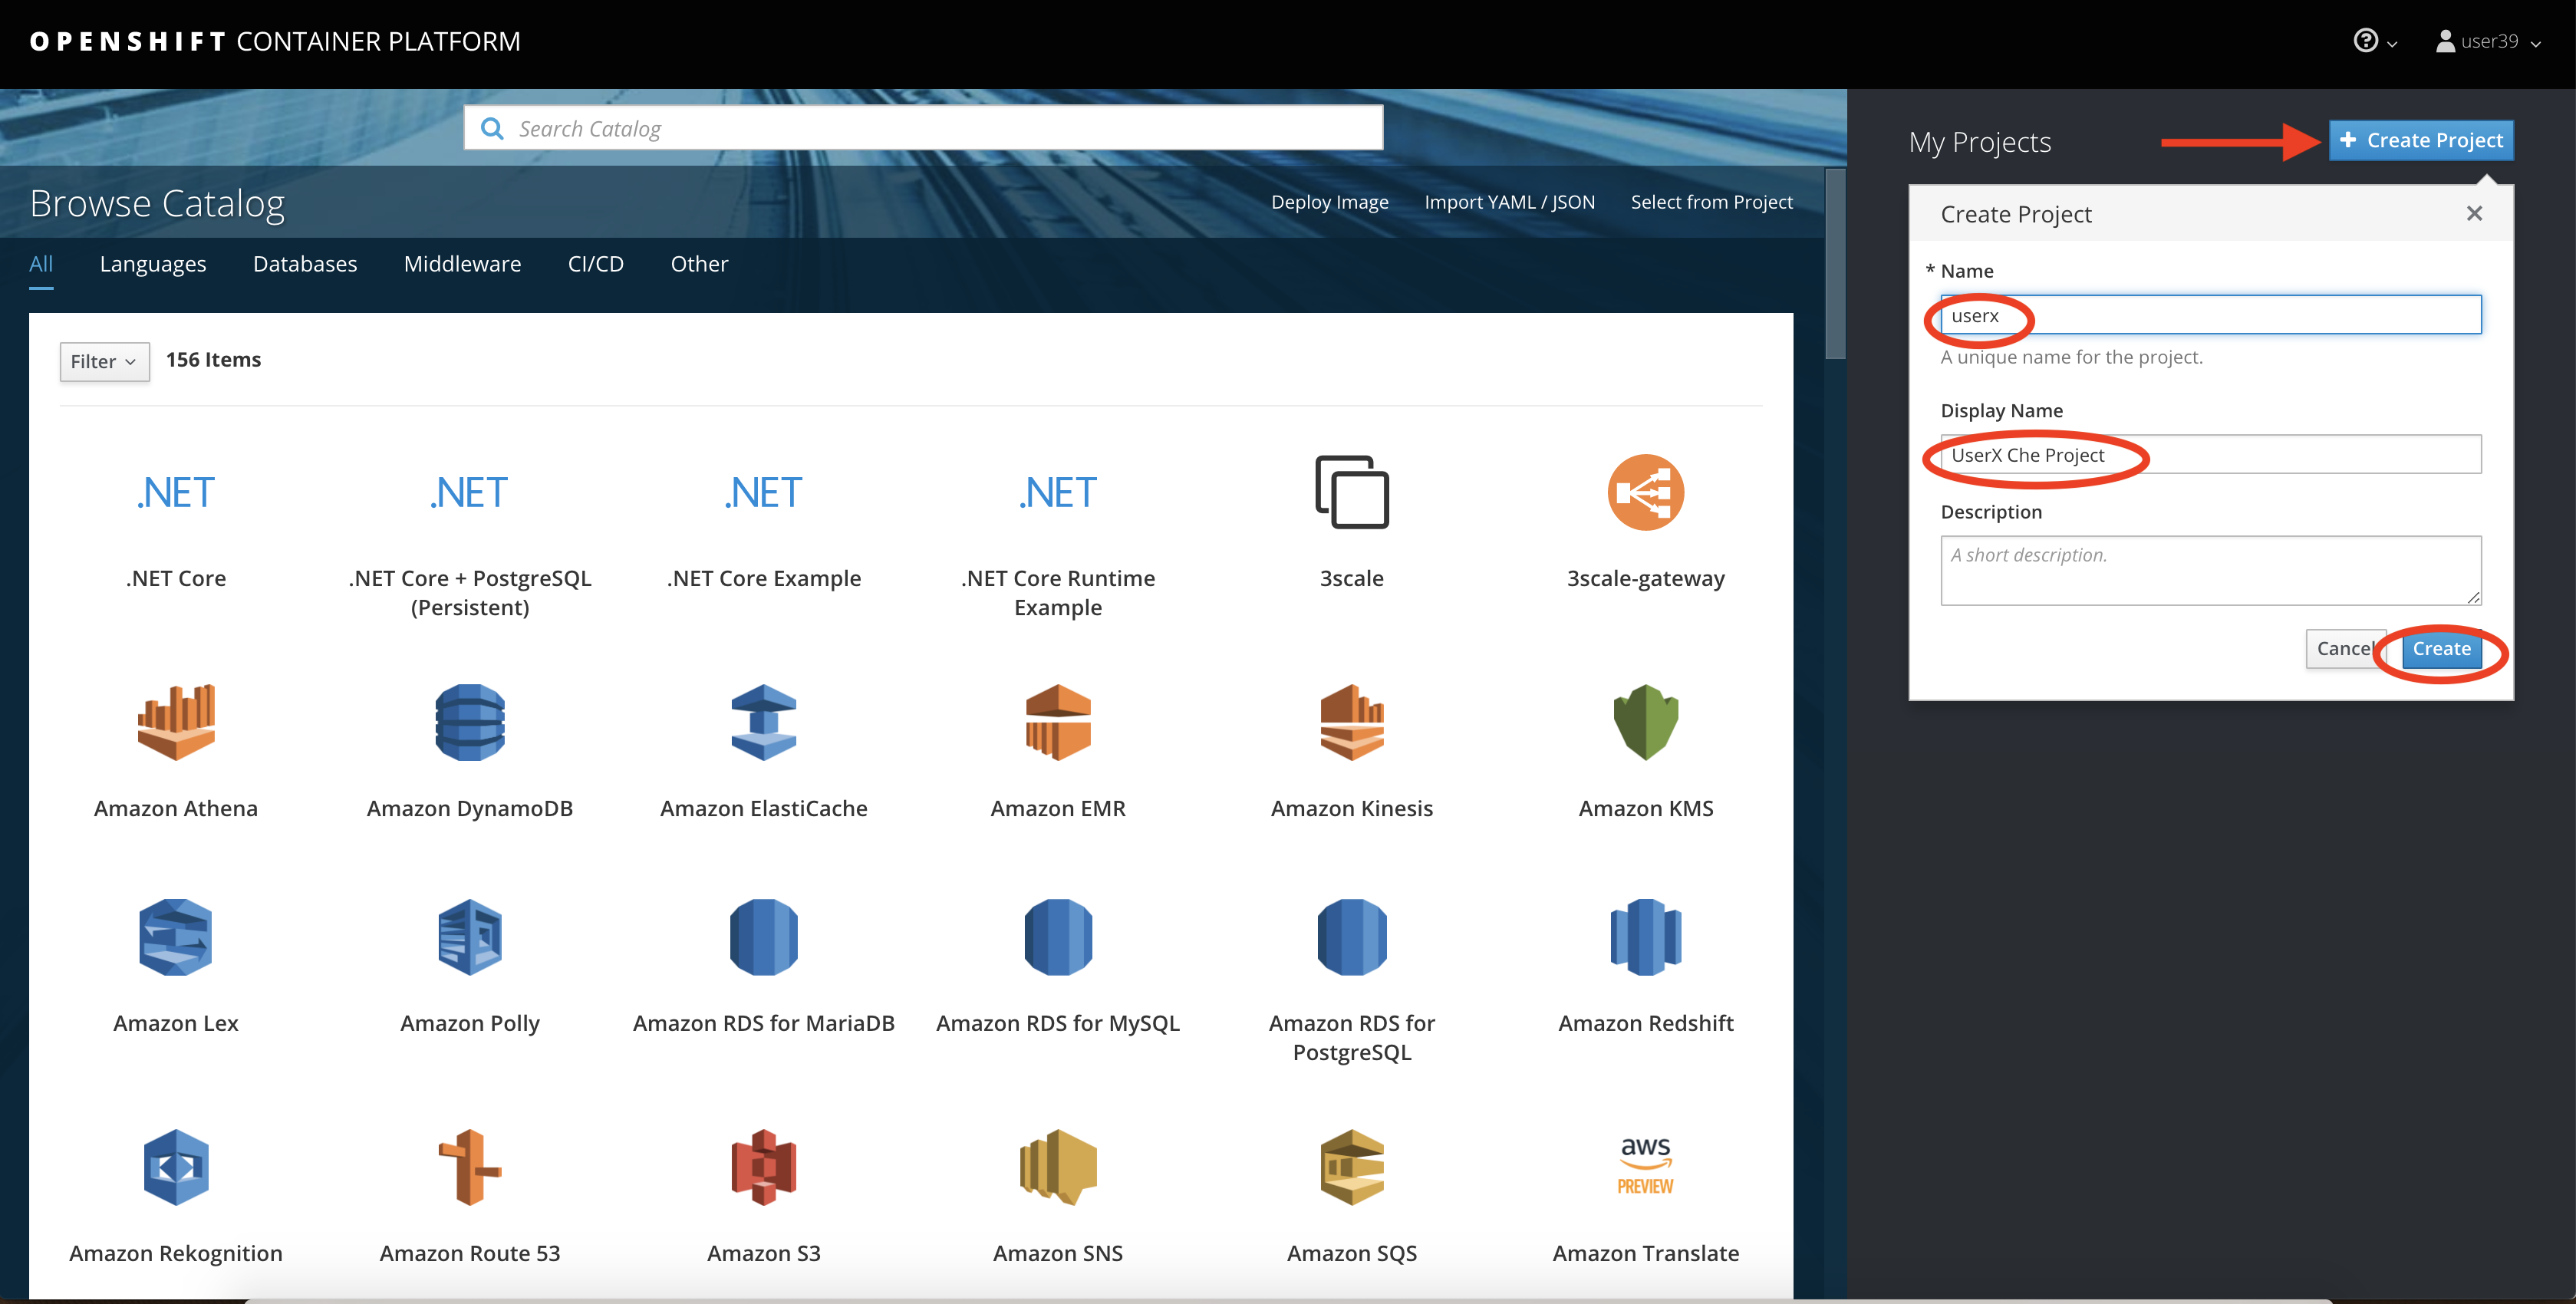 OPENSHIFT CONTAINER PLATFORM
user39
Search Catalog
My Projects
Create Project
Browse Catalog
Deploy Image
Import YAML / JSON
Select from Project
Create Project
* Name
userx
A unique name for the project.
Display Name
UserX Che Project
Description
A short description.
Cancel
Create
All
Languages
Databases
Middleware
CI/CD
Other
Filter
156 Items
.NET
.NET
.NET
.NET
.NET Core
.NET Core + PostgreSQL
(Persistent)
.NET Core Example
.NET Core Runtime
Example
3scale
3scale-gateway
Amazon Athena
Amazon DynamoDB
Amazon ElastiCache
Amazon EMR
Amazon Kinesis
Amazon KMS
Amazon Lex
Amazon Polly
Amazon RDS for MariaDB
Amazon RDS for MySQL
Amazon RDS for
PostgreSQL
Amazon Redshift
aws
PREVIEW
Amazon Rekognition
Amazon Route 53
Amazon S3
Amazon SNS
Amazon SQS
Amazon Translate